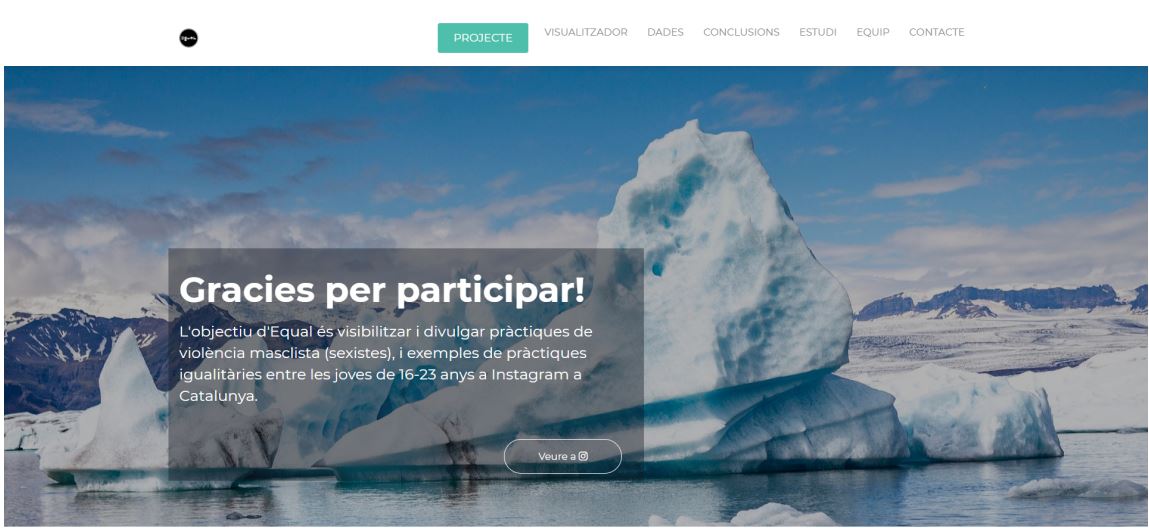 PROJECTE VISUALITZADOR DADES CONCLUSIONS ESTUDI EQUIP CONTACTE
Gracies per participar!
L'objectiu d'Equal és visibilitzar i divulgar pràctiques de
violència masclista (sexistes), i exemples de pràctiques
igualitàries entre les joves de 16-23 anys a Instagram a
Catalunya.
Veure a